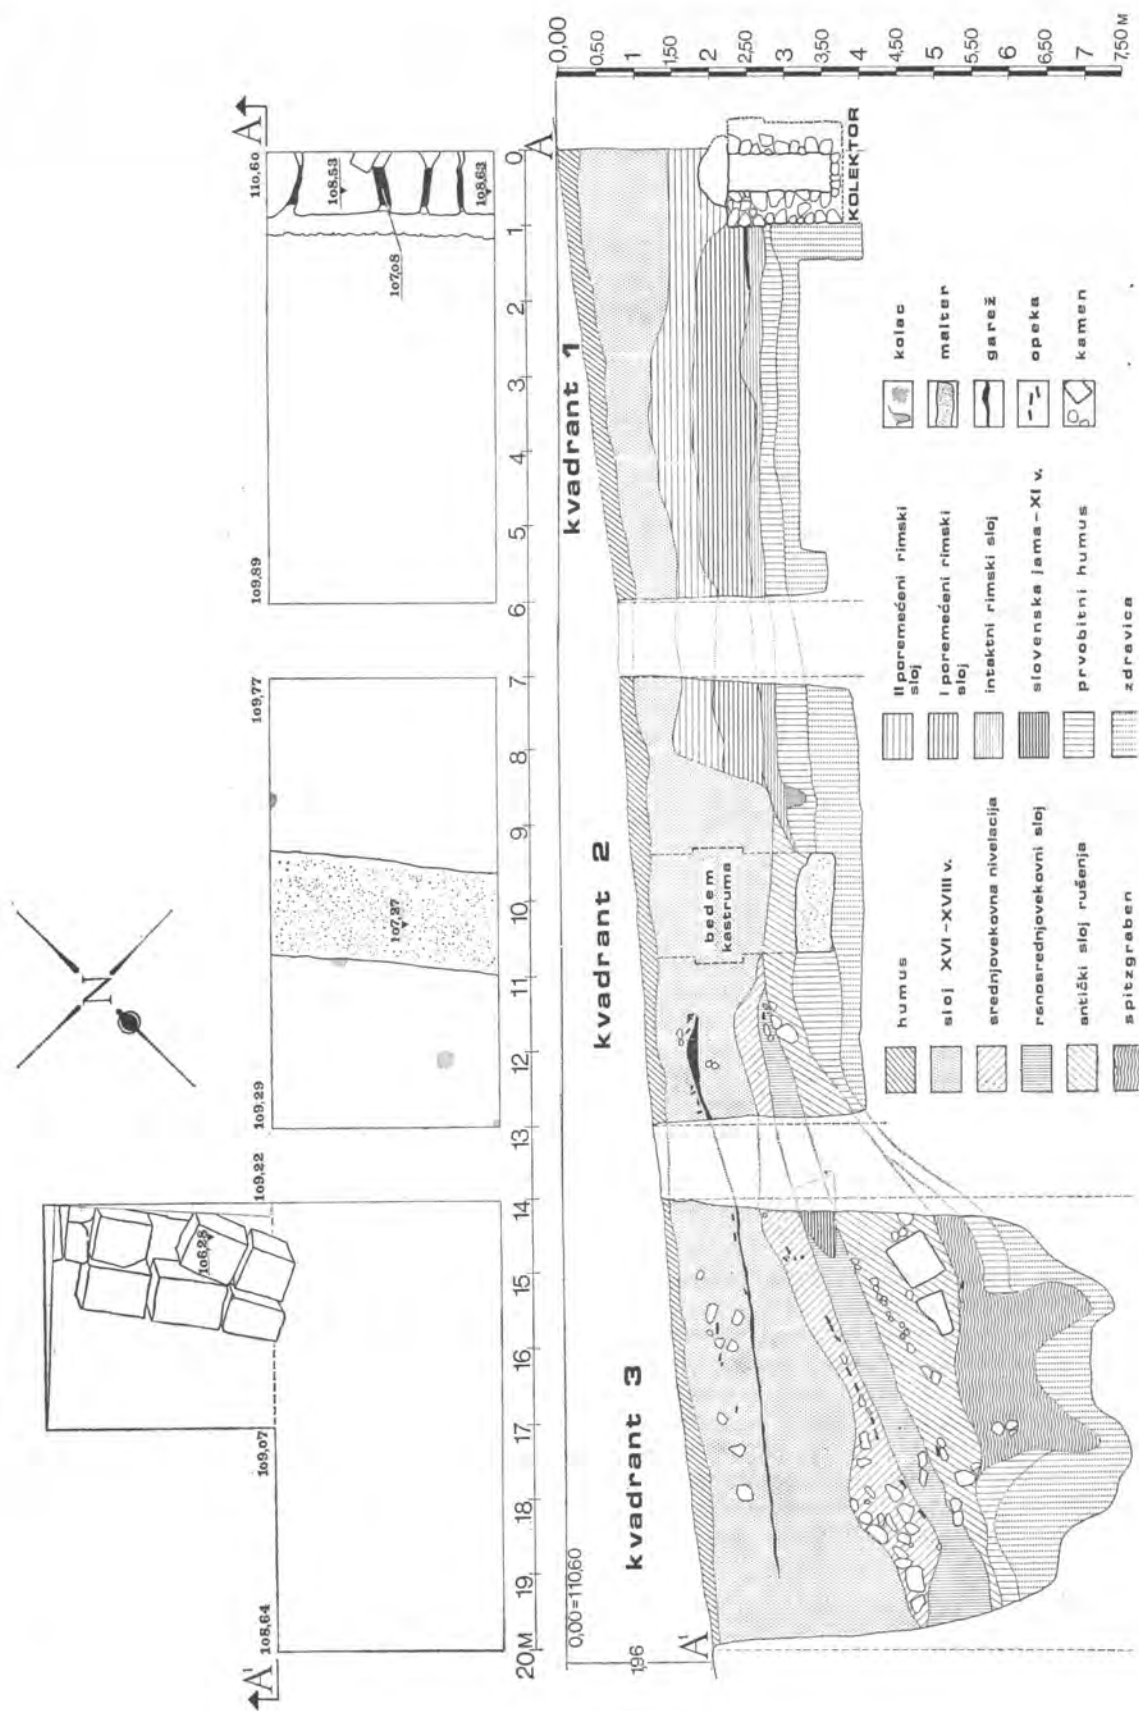 A¹
A
108,64
109,07
109,22
109,29
109,77
109,89
110,60
106,28
107,27
107,08
108,53
108,63
N
20M
19
18
17
16
15
14
13
12
11
10
9
8
7
6
5
4
3
2
1
0
0,00=110,60
196
A¹
A
kvadrant 3
kvadrant 2
kvadrant 1
bedem
kastruma
KOLEKTOR
0,00
0,50
1
1,50
2
2,50
3
3,50
4
4,50
5
5,50
6
6,50
7
7,50 M
humus
sloj XVI-XVIII v.
srednjovekovna nivelacija
ranosrednjovekovni sloj
antički sloj rušenja
spitzgraben
II poremećeni rimski
sloj
I poremećeni rimski
sloj
intaktni rimski sloj
slovenska jama-XI v.
prvobitni humus
zdravica
kolac
malter
garež
opeka
kamen